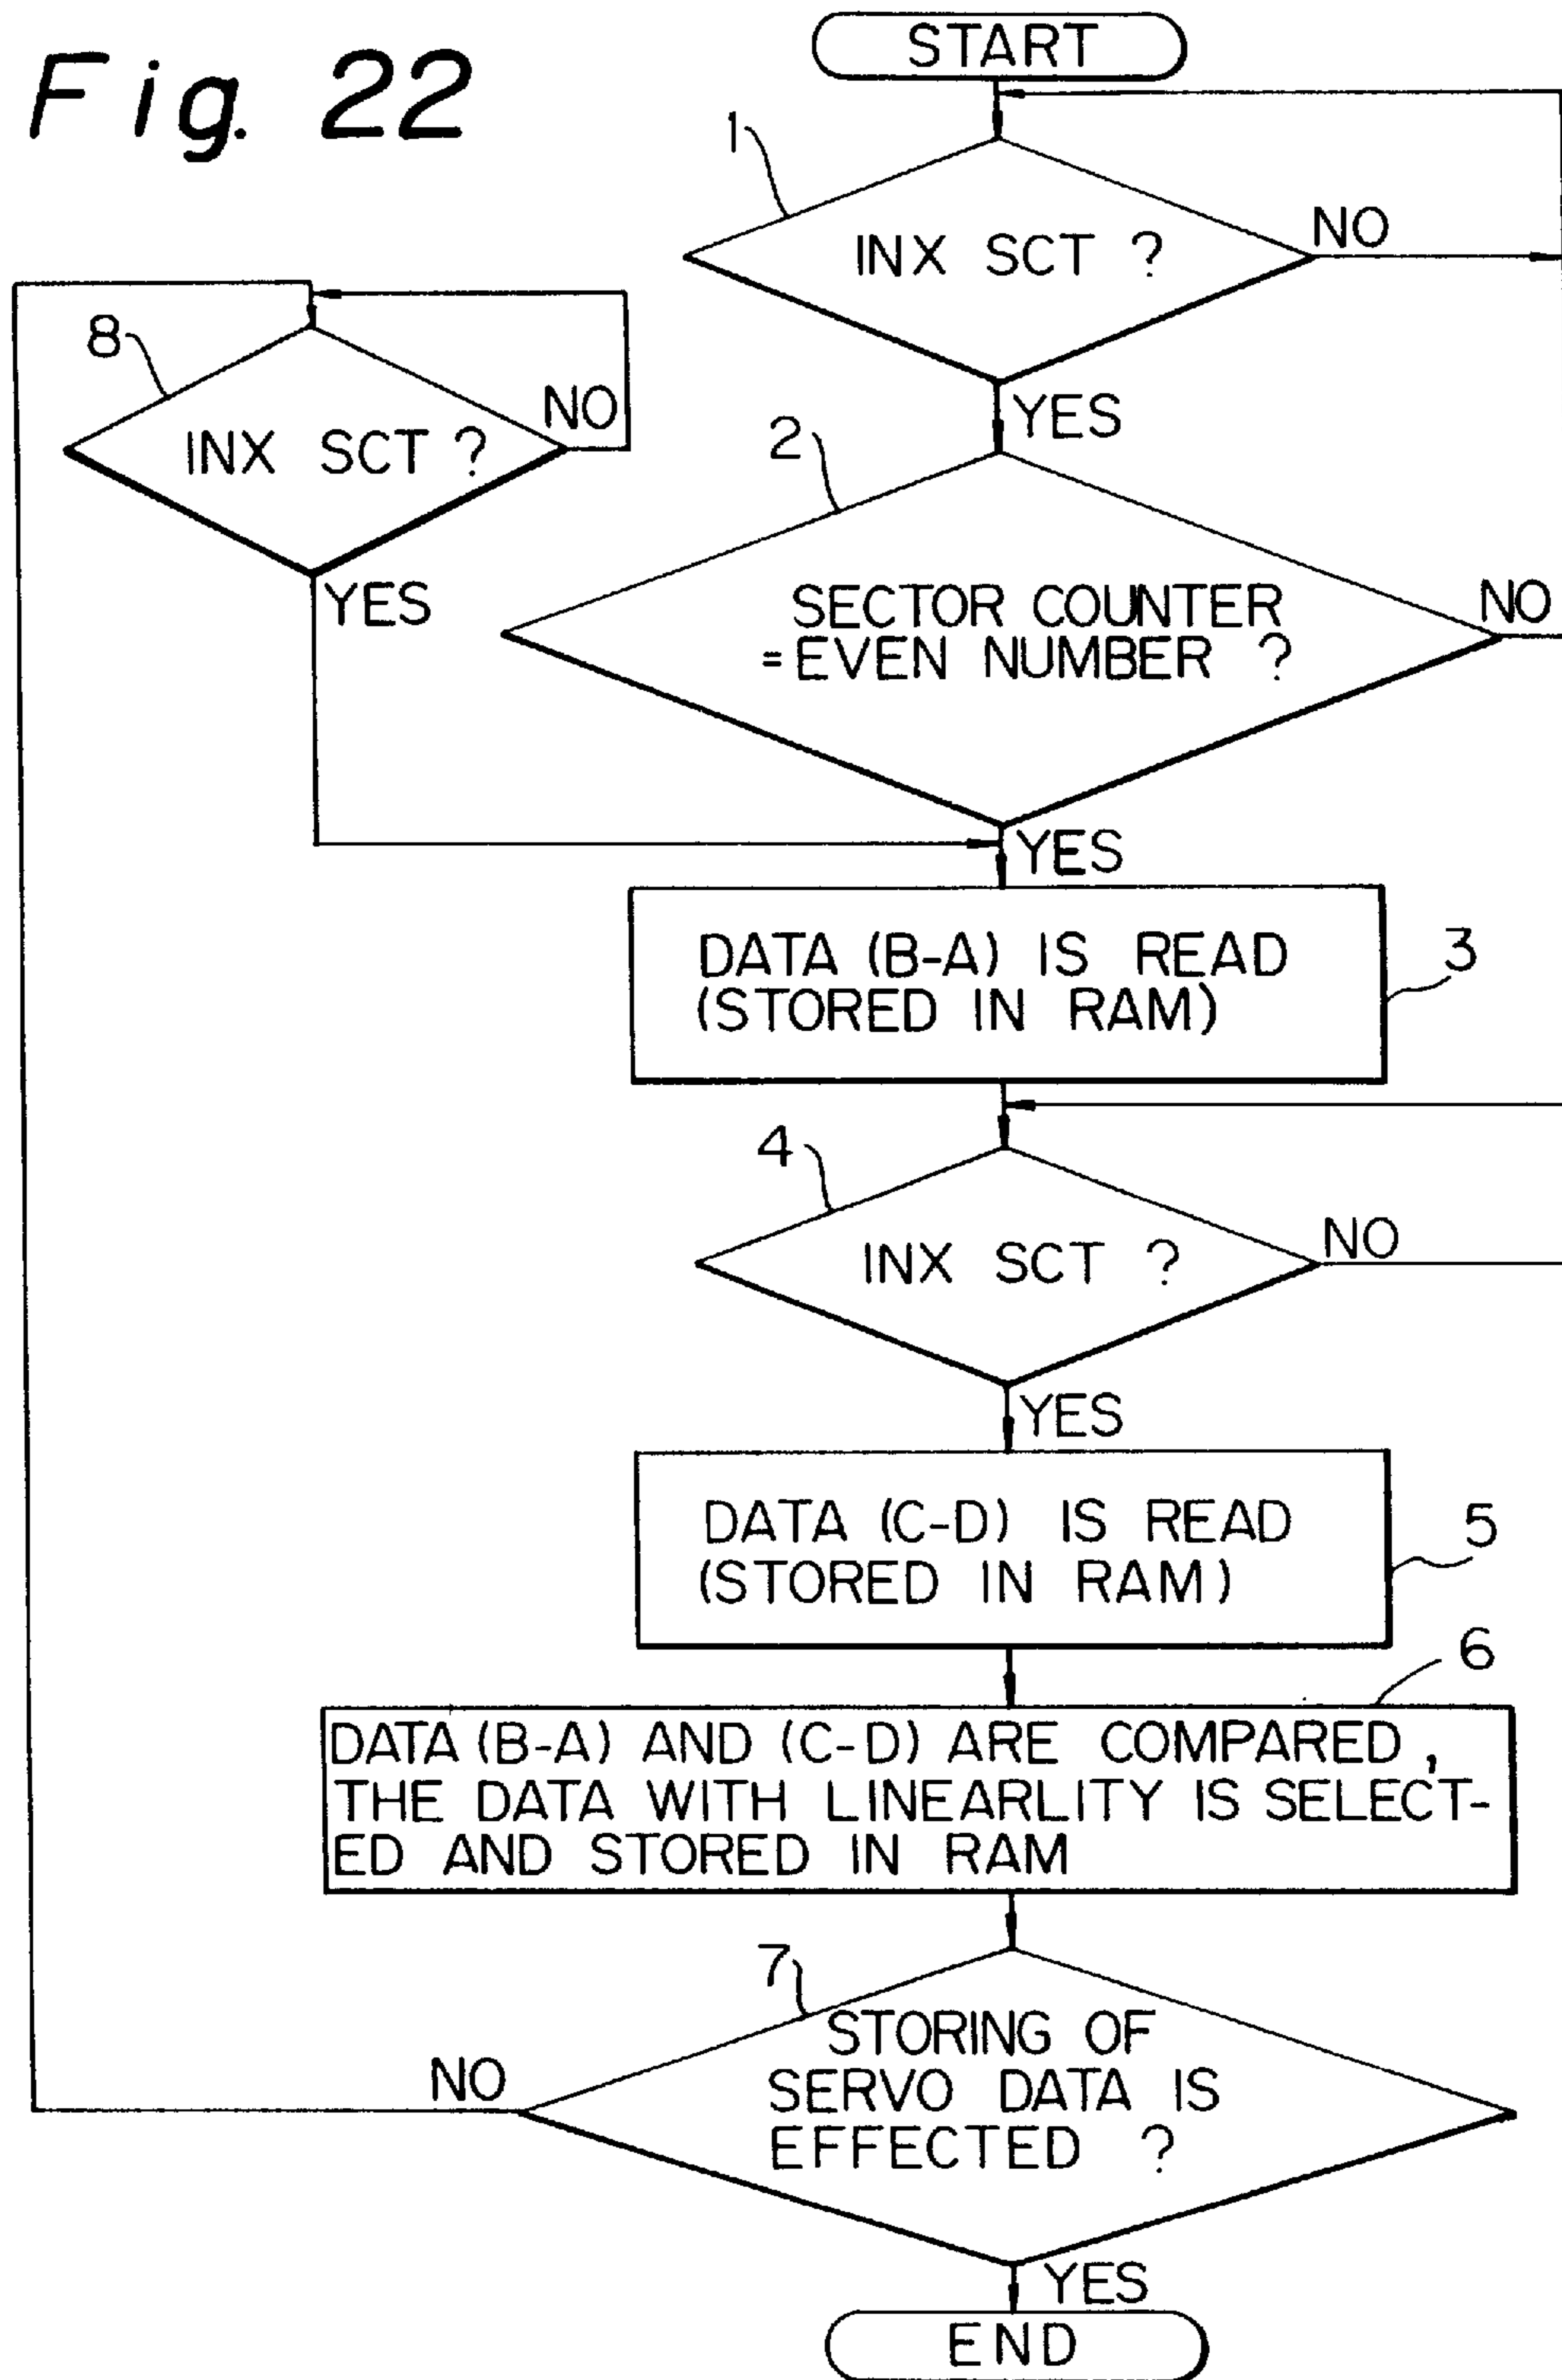 Fig. 22
START
1
INX SCT ?
NO
YES
8
INX SCT ?
NO
YES
2
SECTOR COUNTER
=EVEN NUMBER ?
NO
YES
DATA (B-A) IS READ
(STORED IN RAM)
3
4
INX SCT ?
NO
YES
DATA (C-D) IS READ
(STORED IN RAM)
5
6
DATA (B-A) AND (C-D) ARE COMPARED,
THE DATA WITH LINEARLITY IS SELECT-
ED AND STORED IN RAM
7
STORING OF
SERVO DATA IS
EFFECTED ?
NO
YES
END